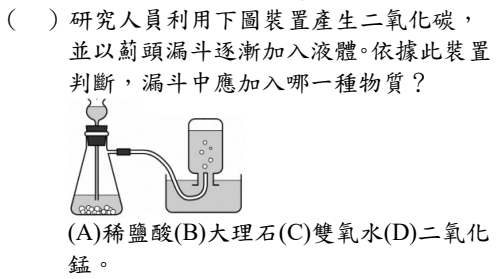 （　）研究人員利用下圖裝置產生二氧化碳，
並以薊頭漏斗逐漸加入液體。依據此裝置
判斷，漏斗中應加入哪一種物質？
(A)稀鹽酸(B)大理石(C)雙氧水(D)二氧化
錳。